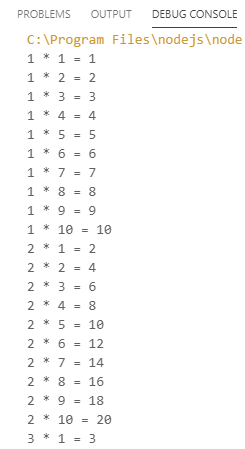 PROBLEMS OUTPUT DEBUG CONSOLE
C:\Program Files\nodejs\node
1 * 1 = 1
1 * 2 = 2
1 * 3 = 3
1 * 4 = 4
1 * 5 = 5
1 * 6 = 6
1 * 7 = 7
1 * 8 = 8
1 * 9 = 9
1 * 10 = 10
2 * 1 = 2
2 * 2 = 4
2 * 3 = 6
2 * 4 = 8
2 * 5 = 10
2 * 6 = 12
2 * 7 = 14
2 * 8 = 16
2 * 9 = 18
2 * 10 = 20
3 * 1 = 3